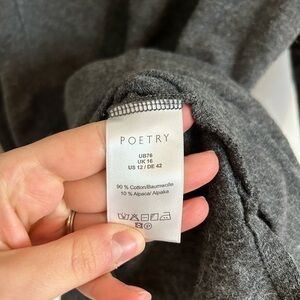 POETRY
UB76
UK 16
US 12 / DE 42
90 % Cotton/Baumwolle
10 % Alpaca/ Alpaka